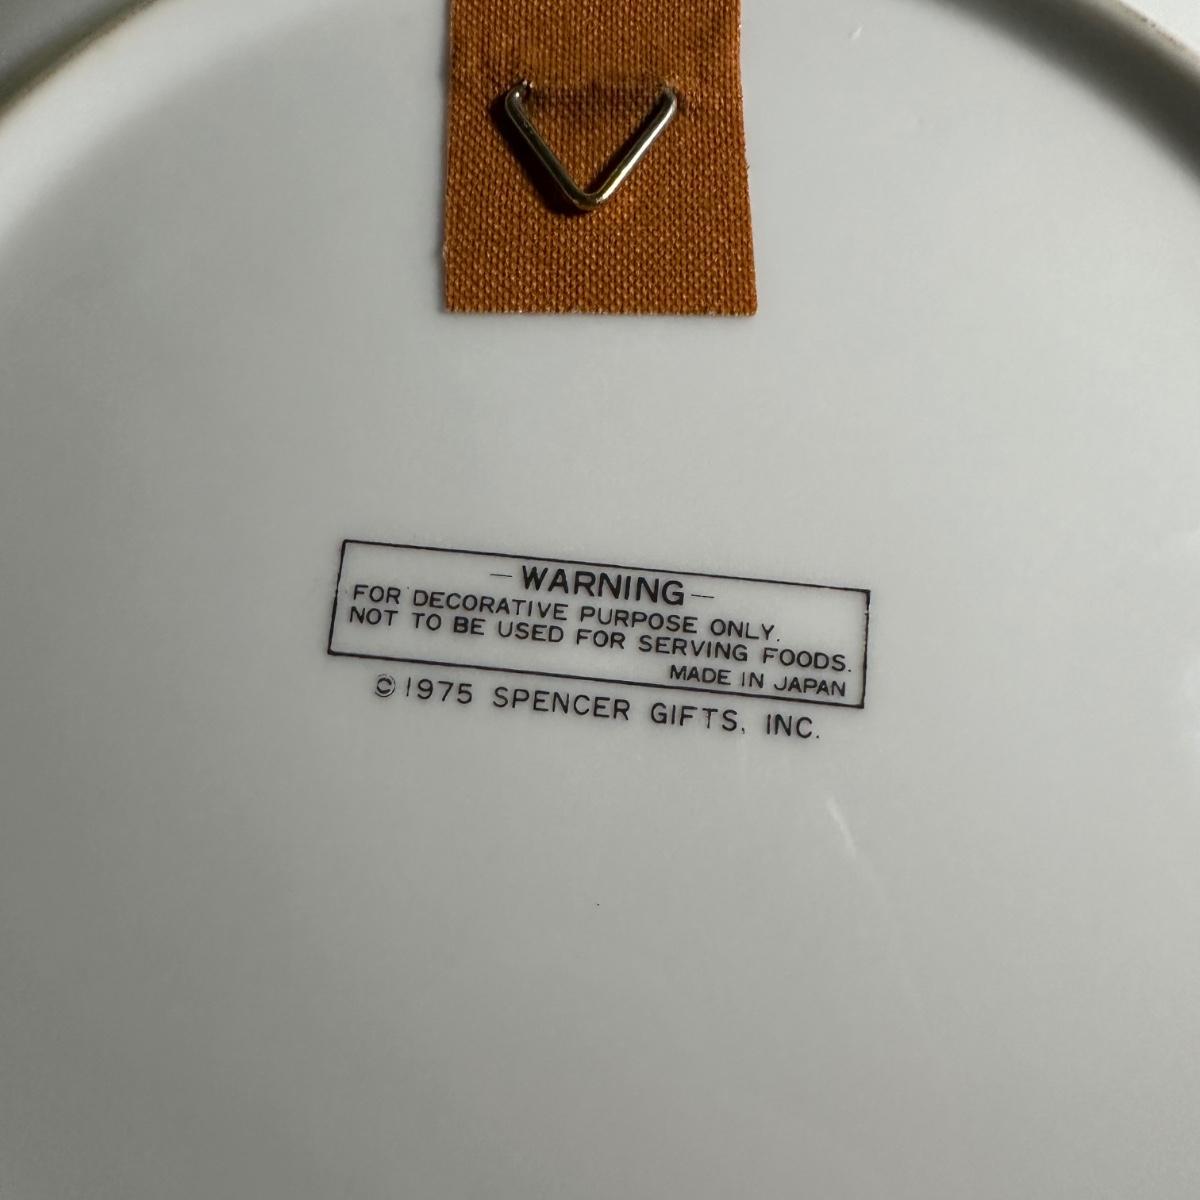 —WARNING—
FOR DECORATIVE PURPOSE ONLY.
NOT TO BE USED FOR SERVING FOODS.
MADE IN JAPAN
©1975 SPENCER GIFTS, INC.